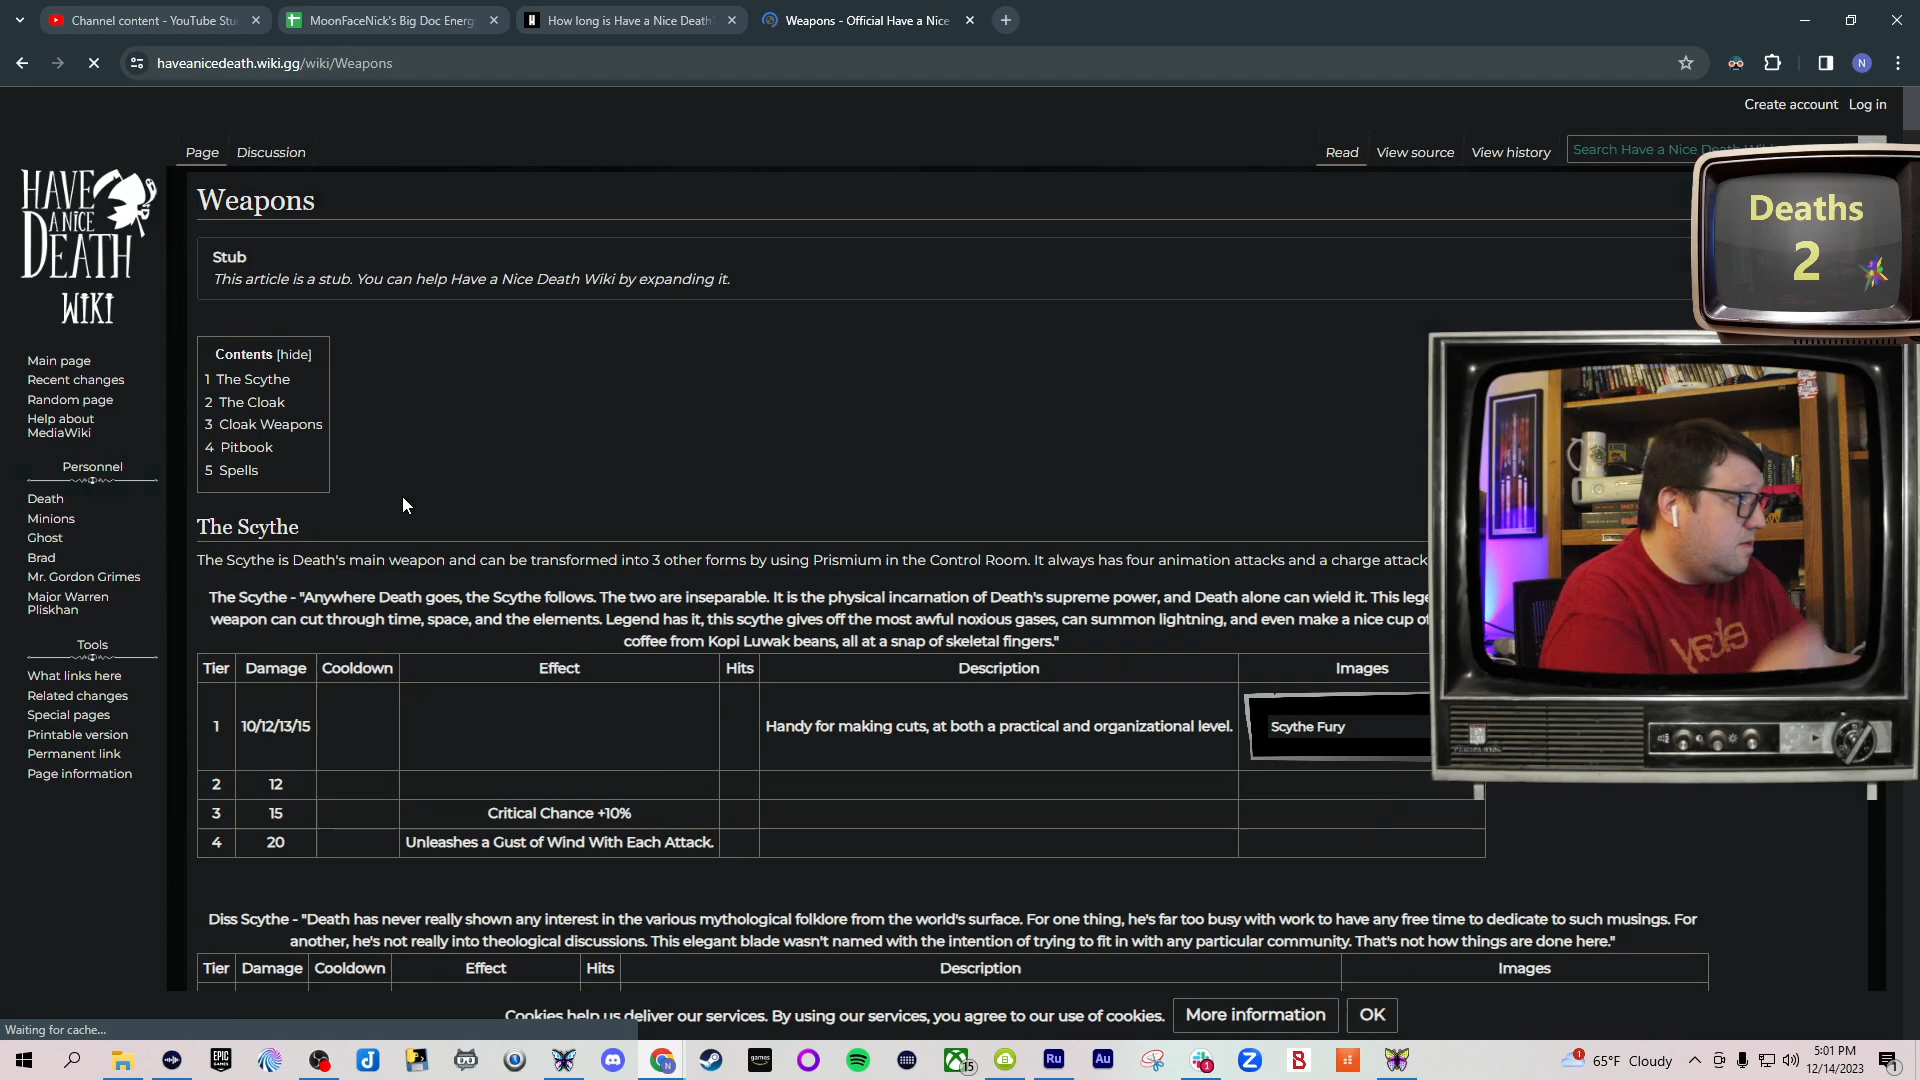 Channel content - YouTube Stu
MoonFaceNick's Big Doc Energ
How long is Have a Nice Death
Weapons - Official Have a Nice
haveanicedeath.wiki.gg/wiki/Weapons
N
Create account Log in
Page Discussion
Read View source View history
Search Have a Nice Death Wiki
HAVE A NICE DEATH WIKI
Main page
Recent changes
Random page
Help about
MediaWiki
Personnel
Death
Minions
Ghost
Brad
Mr. Gordon Grimes
Major Warren
Pliskhan
Tools
What links here
Related changes
Special pages
Printable version
Permanent link
Page information
Weapons
Stub
This article is a stub. You can help Have a Nice Death Wiki by expanding it.
Contents [hide]
1 The Scythe
2 The Cloak
3 Cloak Weapons
4 Pitbook
5 Spells
The Scythe
The Scythe is Death's main weapon and can be transformed into 3 other forms by using Prismium in the Control Room. It always has four animation attacks and a charge attack
The Scythe - "Anywhere Death goes, the Scythe follows. The two are inseparable. It is the physical incarnation of Death's supreme power, and Death alone can wield it. This lege
weapon can cut through time, space, and the elements. Legend has it, this scythe gives off the most awful noxious gases, can summon lightning, and even make a nice cup of
coffee from Kopi Luwak beans, all at a snap of skeletal fingers."
Tier Damage Cooldown Effect Hits Description Images
1 10/12/13/15 Handy for making cuts, at both a practical and organizational level. Scythe Fury
2 12
3 15 Critical Chance +10%
4 20 Unleashes a Gust of Wind With Each Attack.
Diss Scythe - "Death has never really shown any interest in the various mythological folklore from the world's surface. For one thing, he's far too busy with work to have any free time to dedicate to such musings. For
another, he's not really into theological discussions. This elegant blade wasn't named with the intention of trying to fit in with any particular community. That's not how things are done here."
Tier Damage Cooldown Effect Hits Description Images
Cookies help us deliver our services. By using our services, you agree to our use of cookies. More information OK
Waiting for cache...
Deaths
2
EPIC GAMES
games
15
Ru
Au
1
Z
B
1
65°F Cloudy
5:01 PM
12/14/2023
1